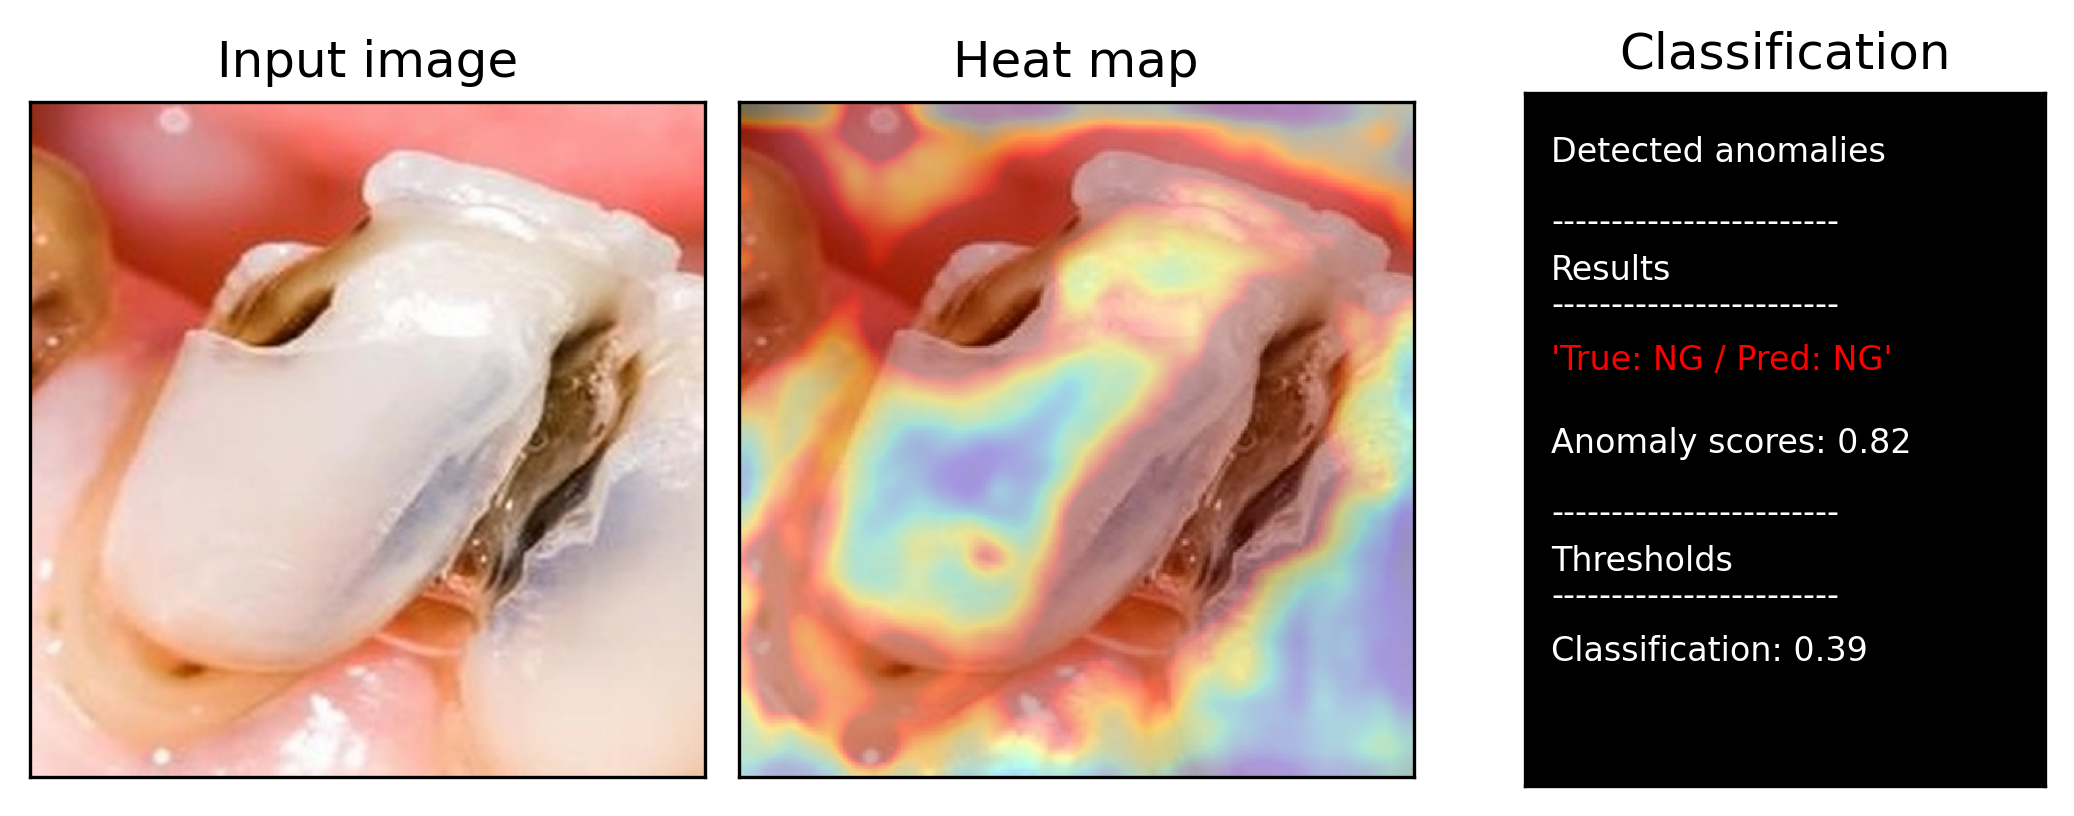 Input image
Heat map
Classification
Detected anomalies
------------------------
Results
------------------------
'True: NG / Pred: NG'
Anomaly scores: 0.82
------------------------
Thresholds
------------------------
Classification: 0.39